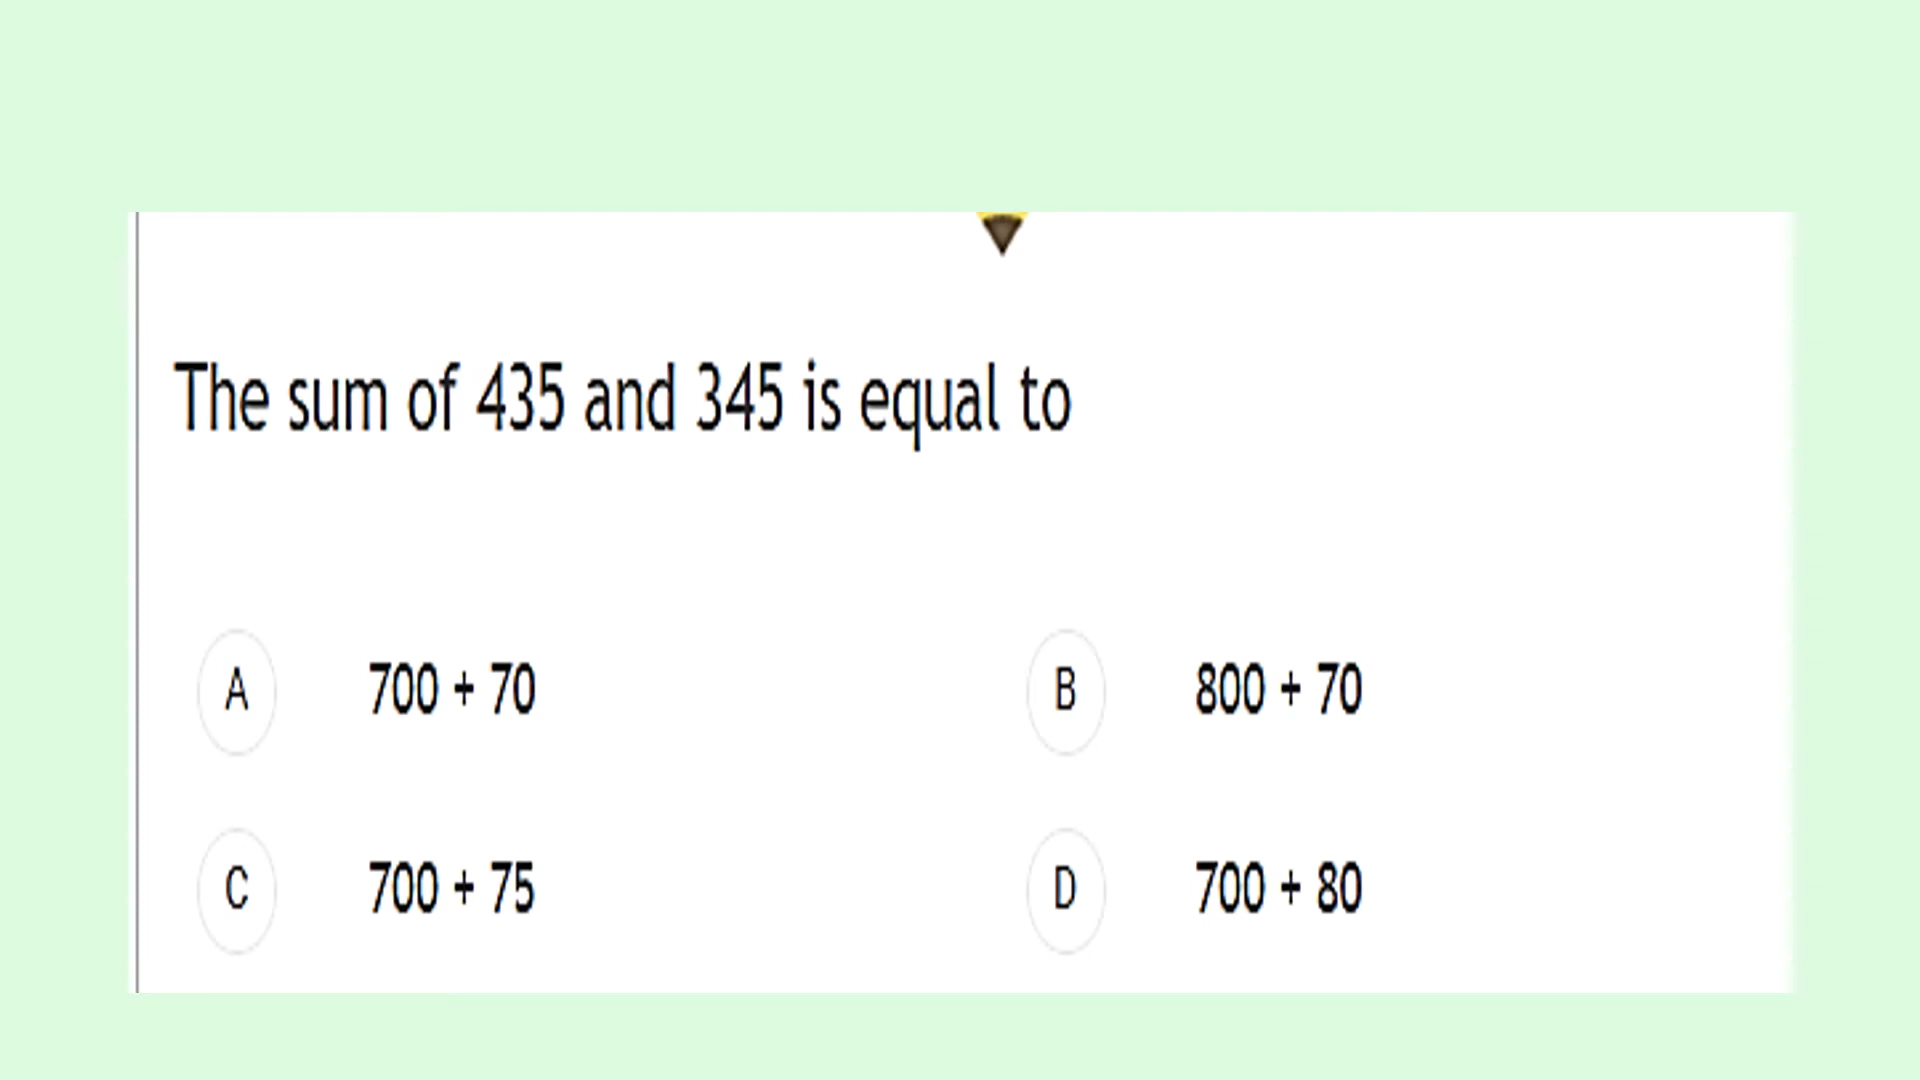 The sum of 435 and 345 is equal to
A 700 + 70 B 800 + 70
C 700 + 75 D 700 + 80